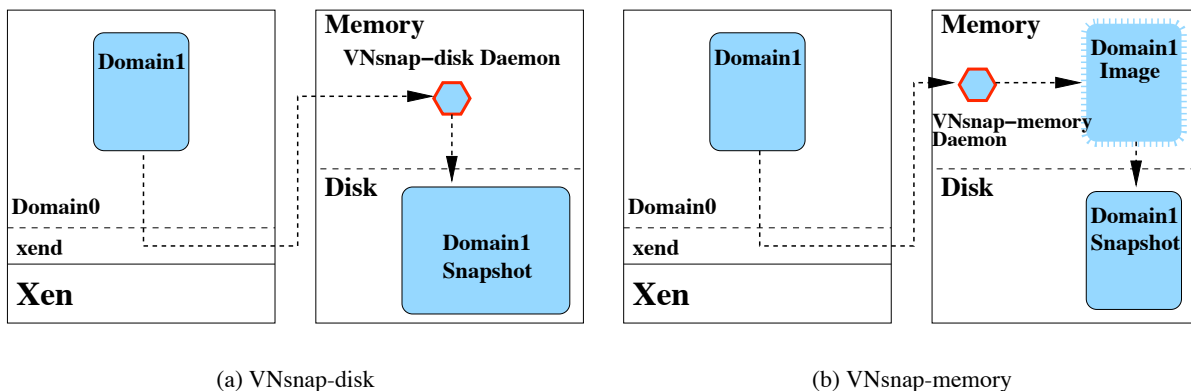 Domain1
Domain0
xend
Xen
Memory
VNsnap−disk Daemon
Disk
Domain1
Snapshot
(a) VNsnap-disk
Domain1
Domain0
xend
Xen
Memory
Domain1
Image
VNsnap−memory
Daemon
Disk
Domain1
Snapshot
(b) VNsnap-memory